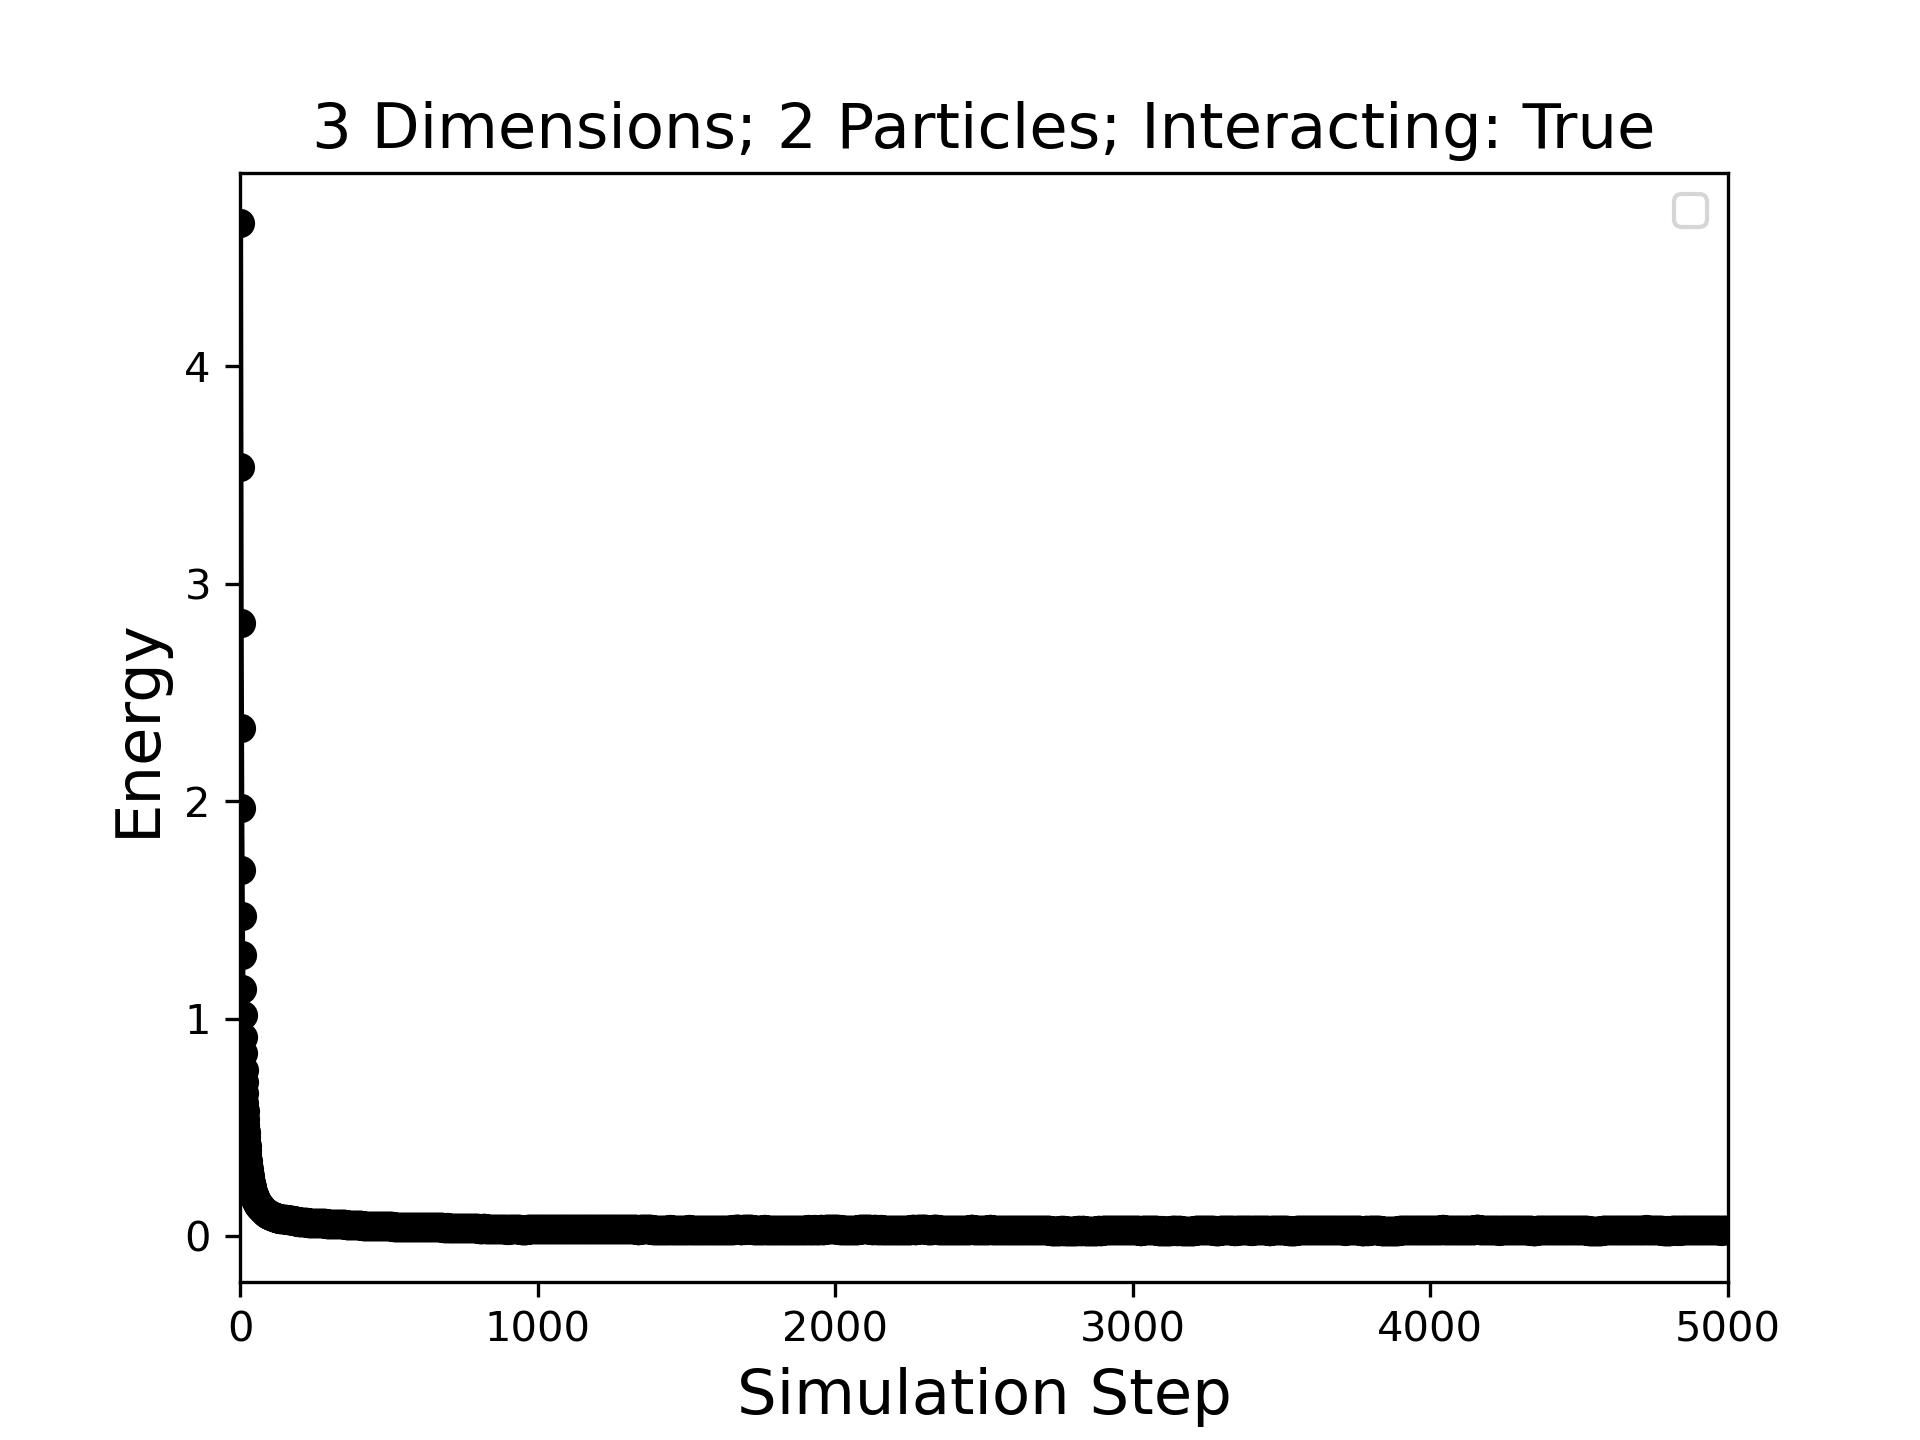 3 Dimensions; 2 Particles; Interacting: True
4
3
2
1
0
Energy
0 1000 2000 3000 4000 5000
Simulation Step